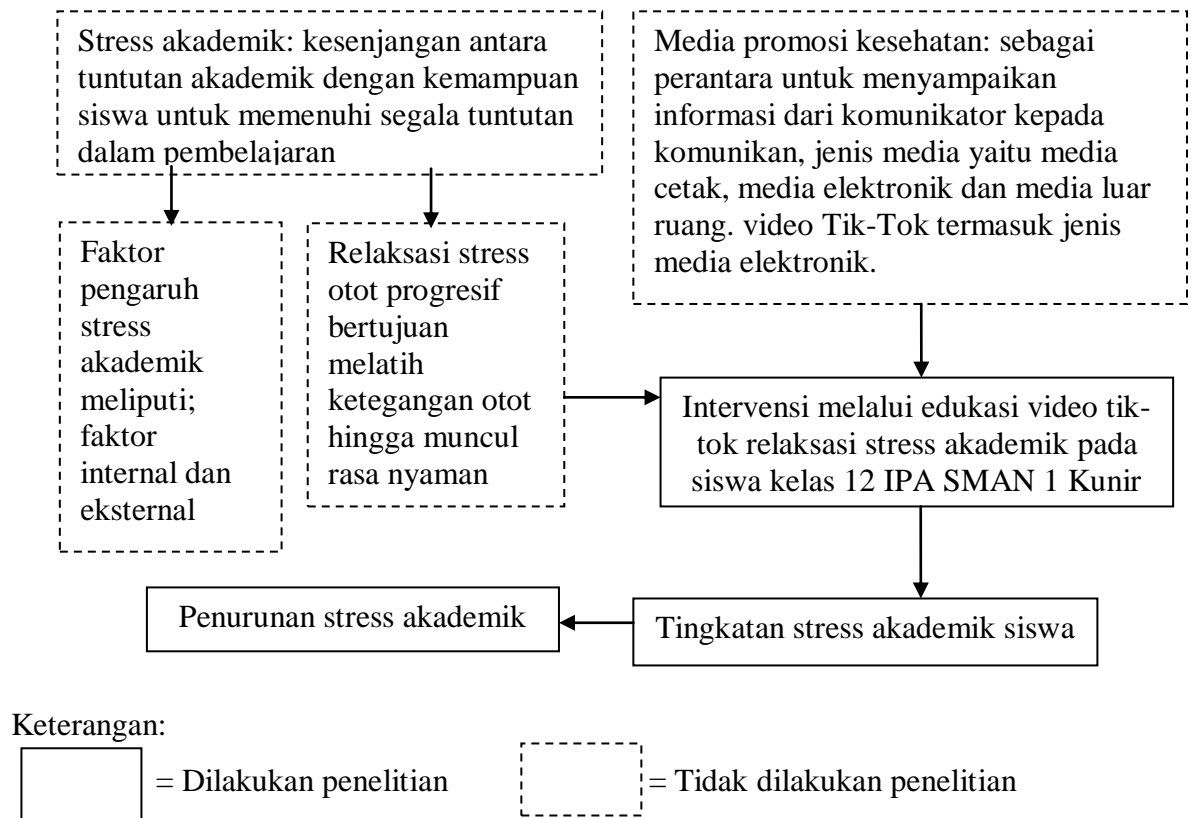 Stress akademik: kesenjangan antara
tuntutan akademik dengan kemampuan
siswa untuk memenuhi segala tuntutan
dalam pembelajaran
Media promosi kesehatan: sebagai
perantara untuk menyampaikan
informasi dari komunikator kepada
komunikan, jenis media yaitu media
cetak, media elektronik dan media luar
ruang. video Tik-Tok termasuk jenis
media elektronik.
Faktor
pengaruh
stress
akademik
meliputi;
faktor
internal dan
eksternal
Relaksasi stress
otot progresif
bertujuan
melatih
ketegangan otot
hingga muncul
rasa nyaman
Intervensi melalui edukasi video tik-
tok relaksasi stress akademik pada
siswa kelas 12 IPA SMAN 1 Kunir
Penurunan stress akademik
Tingkatan stress akademik siswa
Keterangan:
= Dilakukan penelitian
= Tidak dilakukan penelitian